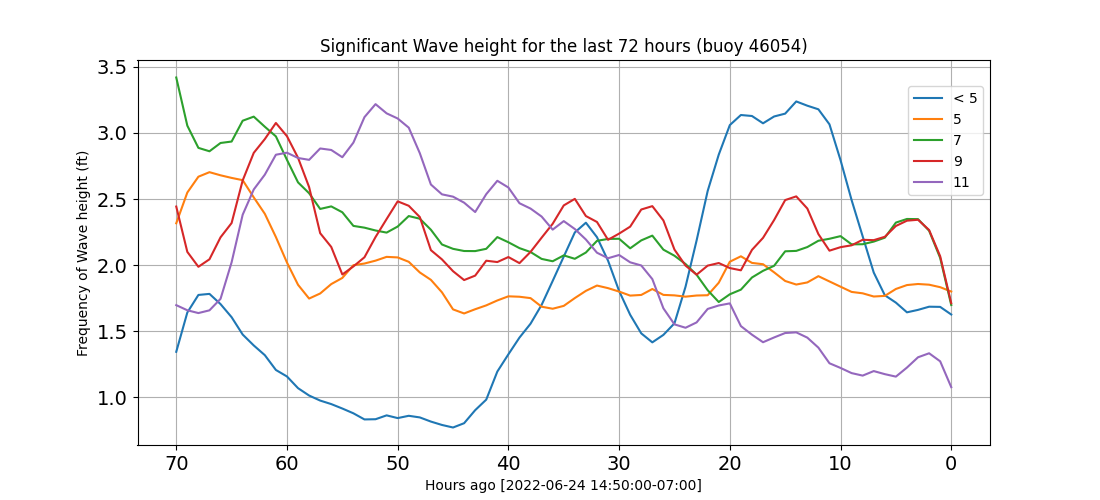 Significant Wave height for the last 72 hours (buoy 46054)
Frequency of Wave height (ft)
3.5
3.0
2.5
2.0
1.5
1.0
< 5
5
7
9
11
70 60 50 40 30 20 10 0
Hours ago [2022-06-24 14:50:00-07:00]